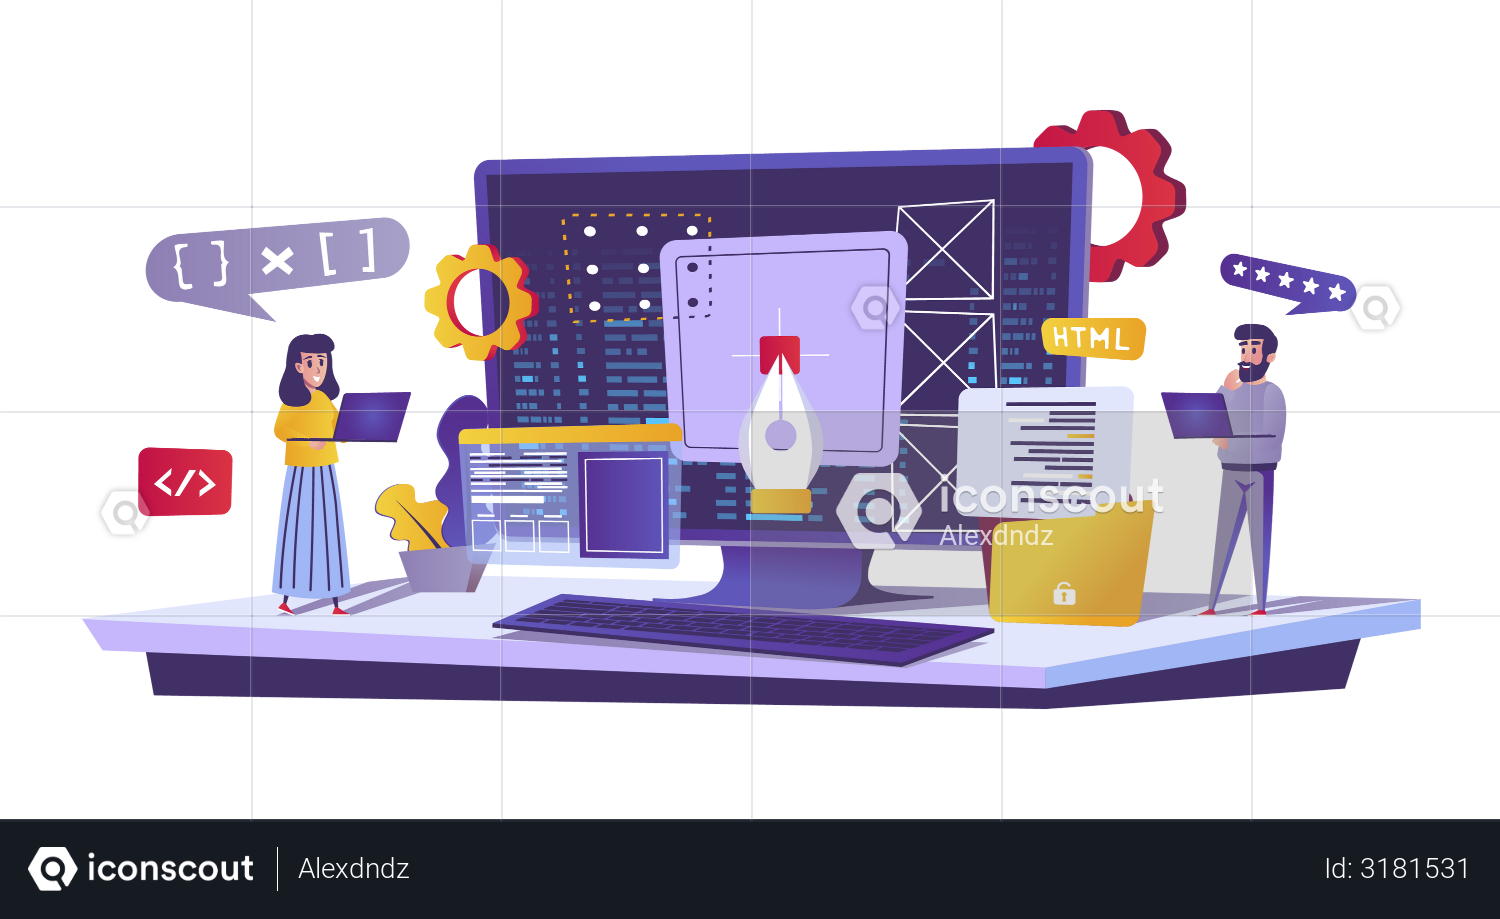 { } × [ ]
HTML
</>
iconscout
Alexdndz
iconscout
Alexdndz
Id: 3181531